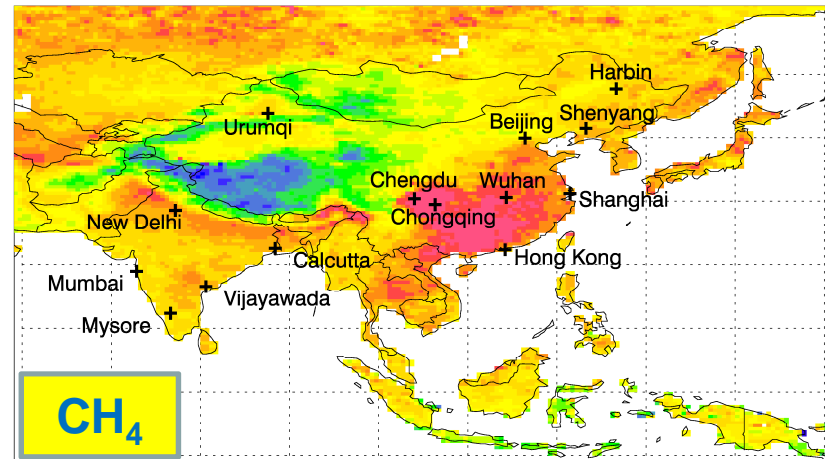 Harbin
Urumqi
Beijing
Shenyang
Chengdu
Wuhan
Shanghai
Chongqing
New Delhi
Calcutta
Hong Kong
Mumbai
Vijayawada
Mysore
CH₄